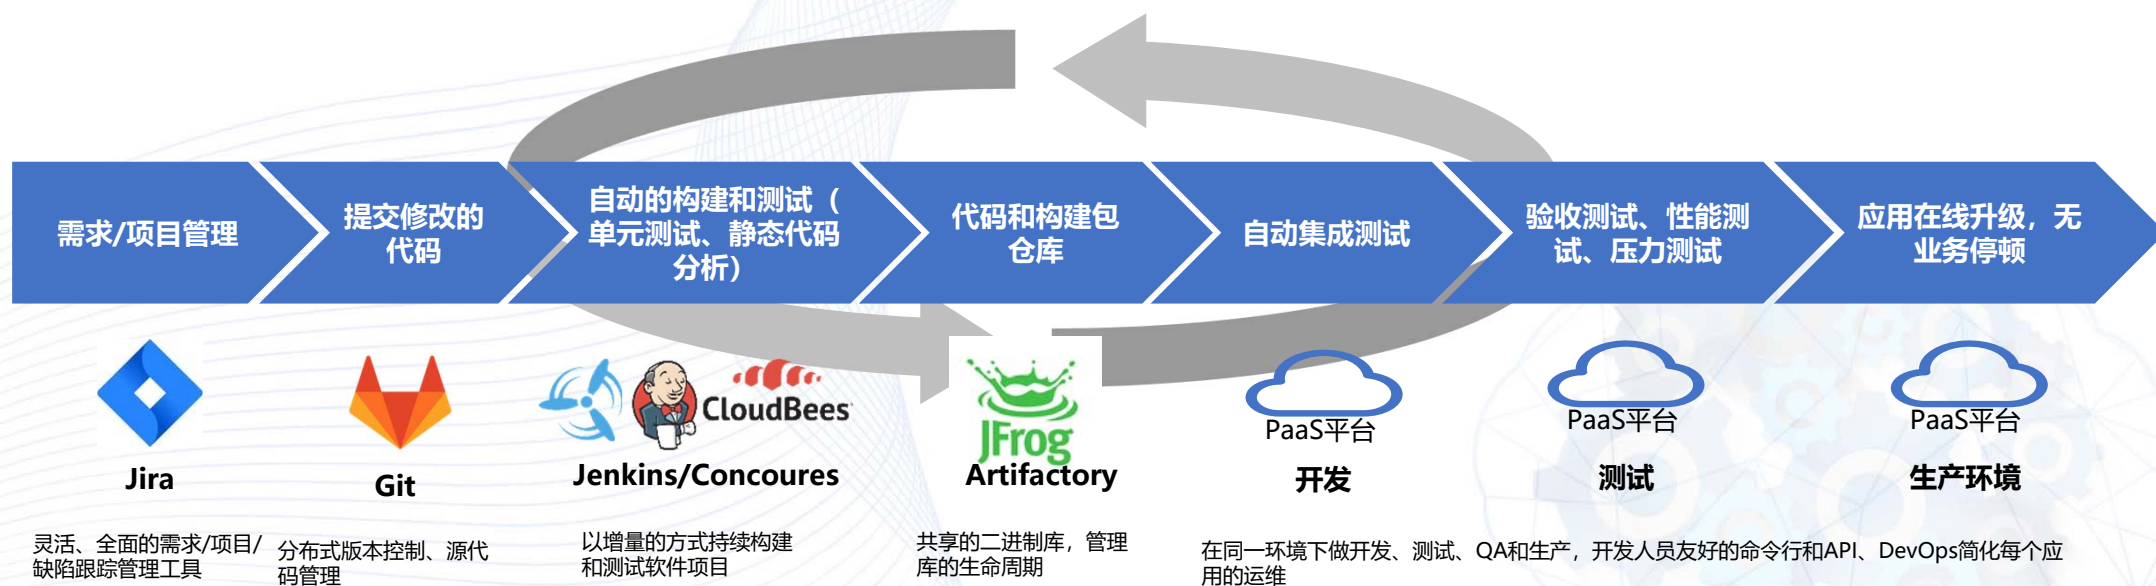 需求/项目管理
提交修改的
代码
自动的构建和测试（
单元测试、静态代码
分析）
代码和构建包
仓库
自动集成测试
验收测试、性能测
试、压力测试
应用在线升级，无
业务停顿
CloudBees
JFrog
PaaS平台
PaaS平台
PaaS平台
Jira
Git
Jenkins/Concoures
Artifactory
开发
测试
生产环境
灵活、全面的需求/项目/
缺陷跟踪管理工具
分布式版本控制、源代
码管理
以增量的方式持续构建
和测试软件项目
共享的二进制库，管理
库的生命周期
在同一环境下做开发、测试、QA和生产，开发人员友好的命令行和API、DevOps简化每个应
用的运维